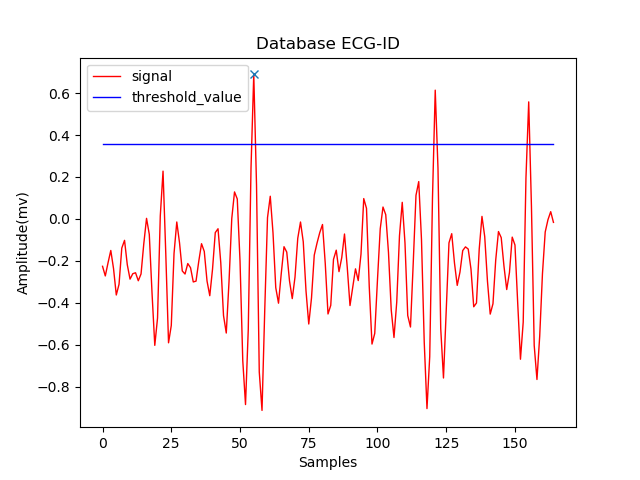 Database ECG-ID
signal
threshold_value
0.6
0.4
0.2
0.0
−0.2
−0.4
−0.6
−0.8
Amplitude(mv)
0 25 50 75 100 125 150
Samples